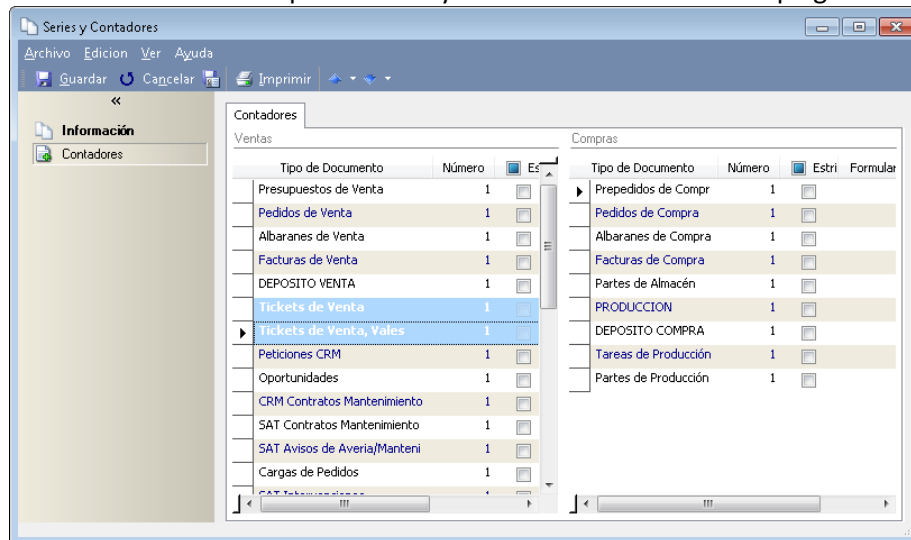 Series y Contadores
Archivo Edicion Ver Ayuda
Guardar Cancelar Imprimir
«
Información
Contadores
Contadores
Ventas
Tipo de Documento Número
Presupuestos de Venta 1
Pedidos de Venta 1
Albaranes de Venta 1
Facturas de Venta 1
DEPOSITO VENTA 1
Tickets de Venta 1
Tickets de Venta, Vales 1
Peticiones CRM 1
Oportunidades 1
CRM Contratos Mantenimiento 1
SAT Contratos Mantenimiento 1
SAT Avisos de Averia/Manteni 1
Cargas de Pedidos 1
Compras
Tipo de Documento Número Estri Formular
Prepedidos de Compr 1
Pedidos de Compra 1
Albaranes de Compra 1
Facturas de Compra 1
Partes de Almacén 1
PRODUCCION 1
DEPOSITO COMPRA 1
Tareas de Producción 1
Partes de Producción 1